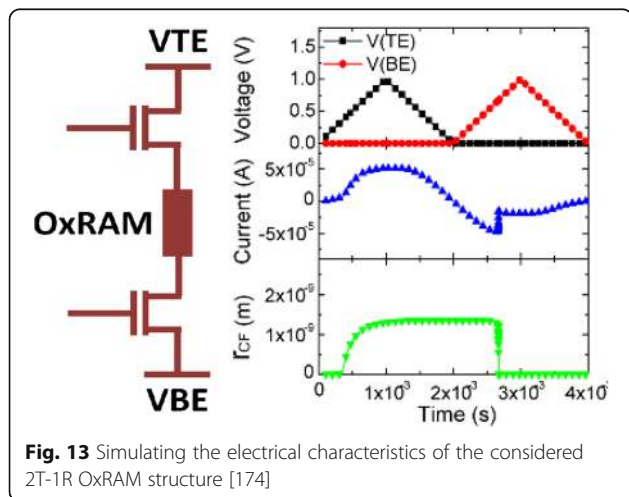 VTE
OxRAM
VBE
V(TE)
V(BE)
Voltage (V)
1.5
1.0
0.5
0.0
Current (A)
5x10⁻⁵
0
-5x10⁻⁵
r_CF (m)
2x10⁻⁹
1x10⁻⁹
0
0 1x10³ 2x10³ 3x10³ 4x10³
Time (s)
Fig. 13 Simulating the electrical characteristics of the considered
2T-1R OxRAM structure [174]